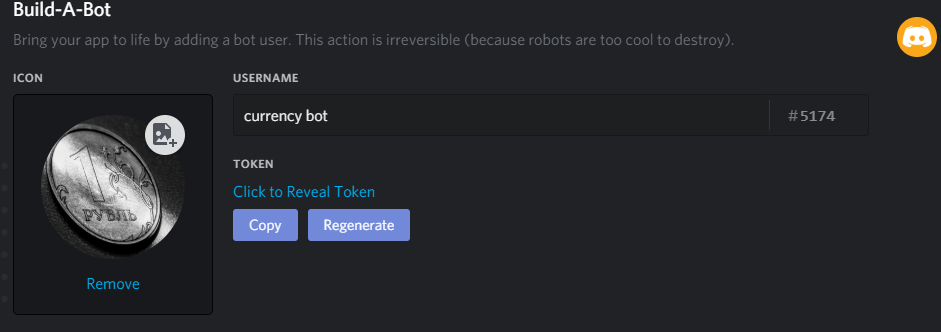 Build-A-Bot
Bring your app to life by adding a bot user. This action is irreversible (because robots are too cool to destroy).
ICON
USERNAME
currency bot
#5174
TOKEN
Click to Reveal Token
Copy
Regenerate
1
РУБЛЬ
Remove